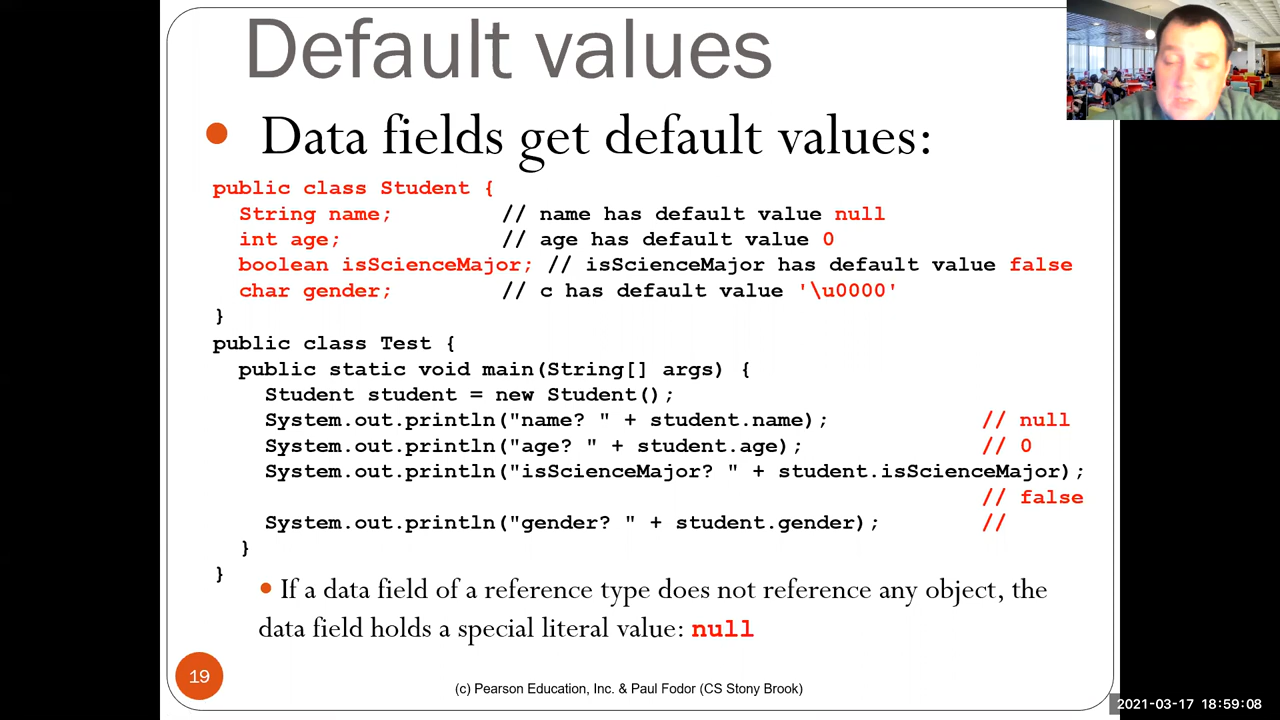 Default values
• Data fields get default values:
public class Student {
String name; // name has default value null
int age; // age has default value 0
boolean isScienceMajor; // isScienceMajor has default value false
char gender; // c has default value '\u0000'
}
public class Test {
public static void main(String[] args) {
Student student = new Student();
System.out.println("name? " + student.name); // null
System.out.println("age? " + student.age); // 0
System.out.println("isScienceMajor? " + student.isScienceMajor);
// false
System.out.println("gender? " + student.gender); //
}
}
• If a data field of a reference type does not reference any object, the
data field holds a special literal value: null
19
(c) Pearson Education, Inc. & Paul Fodor (CS Stony Brook)
2021-03-17 18:59:08